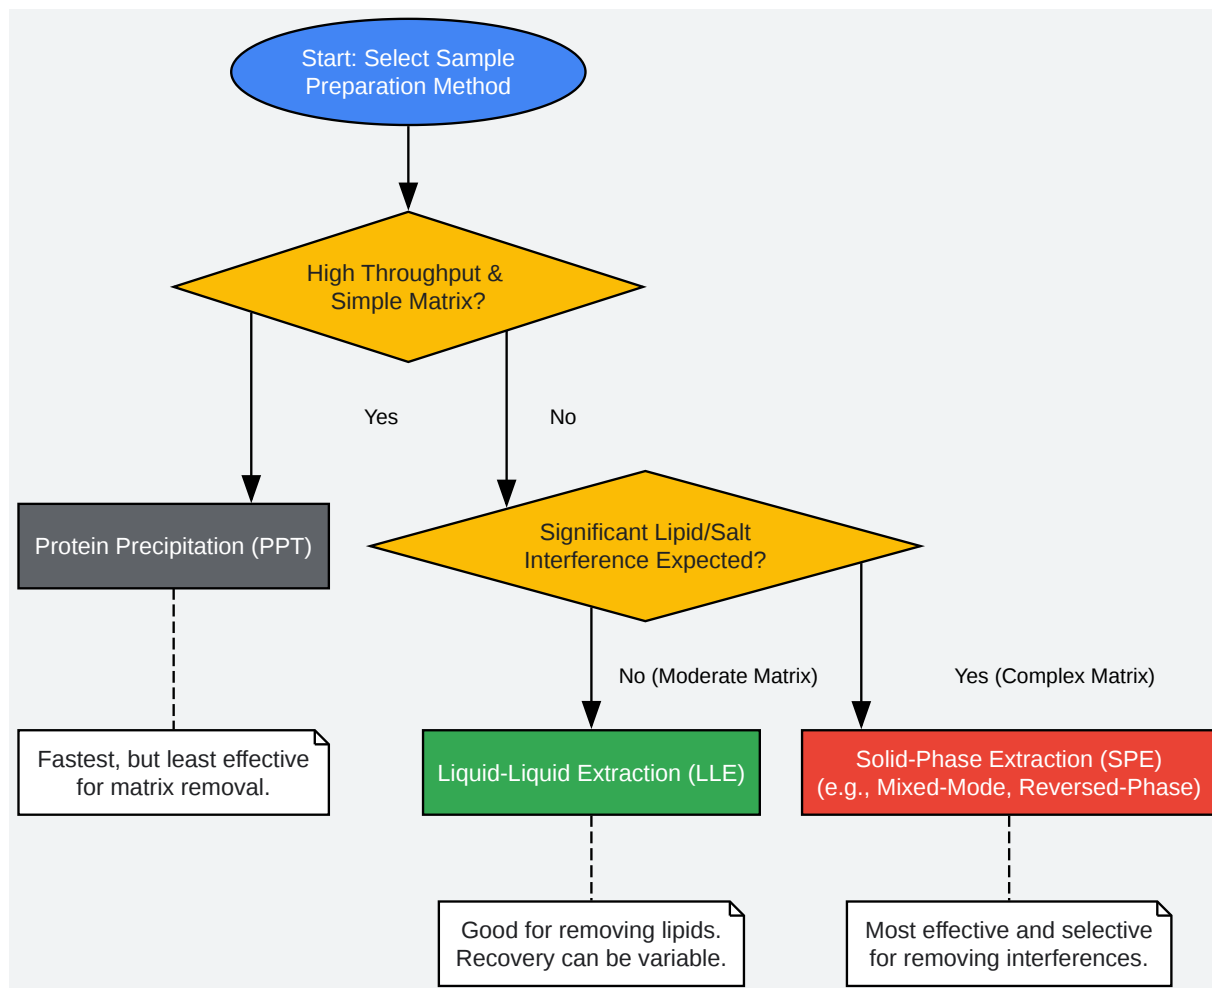 Start: Select Sample
Preparation Method
High Throughput &
Simple Matrix?
Yes
No
Protein Precipitation (PPT)
Significant Lipid/Salt
Interference Expected?
No (Moderate Matrix)
Yes (Complex Matrix)
Fastest, but least effective
for matrix removal.
Liquid-Liquid Extraction (LLE)
Solid-Phase Extraction (SPE)
(e.g., Mixed-Mode, Reversed-Phase)
Good for removing lipids.
Recovery can be variable.
Most effective and selective
for removing interferences.